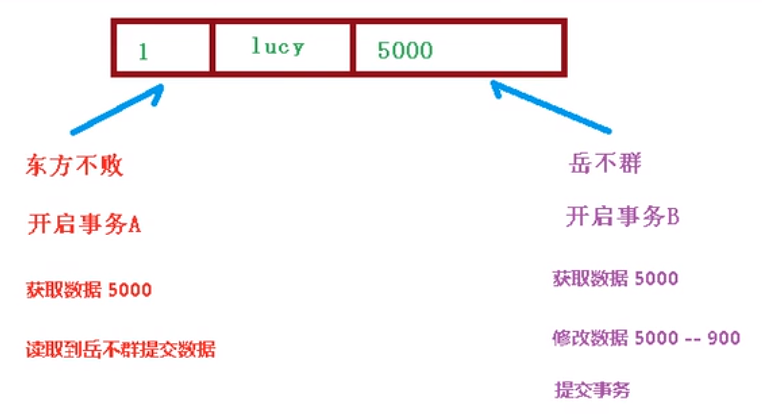 1 lucy 5000
东方不败
开启事务A
获取数据 5000
读取到岳不群提交数据
岳不群
开启事务B
获取数据 5000
修改数据 5000 -- 900
提交事务